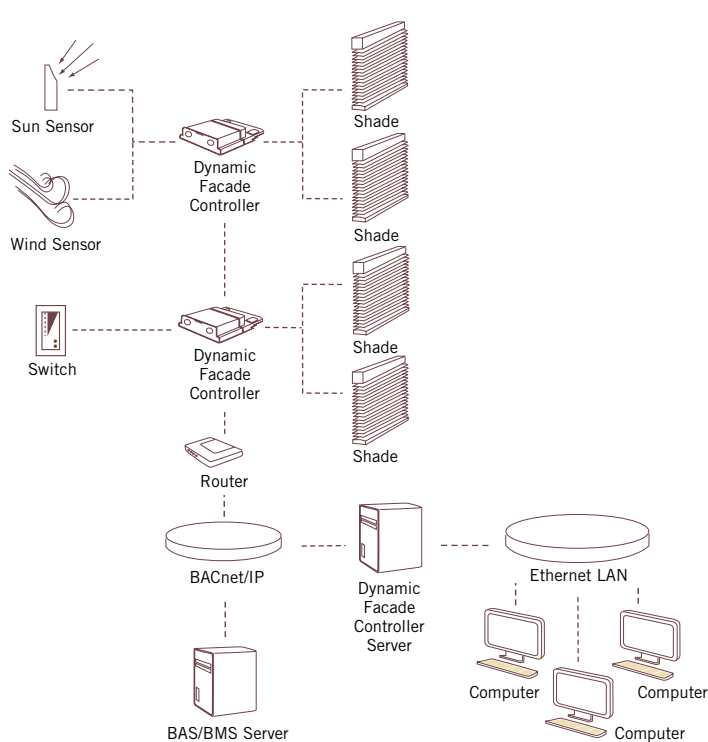 Shade
Sun Sensor
Dynamic
Facade
Controller
Shade
Wind Sensor
Shade
Dynamic
Facade
Controller
Switch
Shade
Router
BACnet/IP
Ethernet LAN
Dynamic
Facade
Controller
Server
Computer
Computer
BAS/BMS Server
Computer